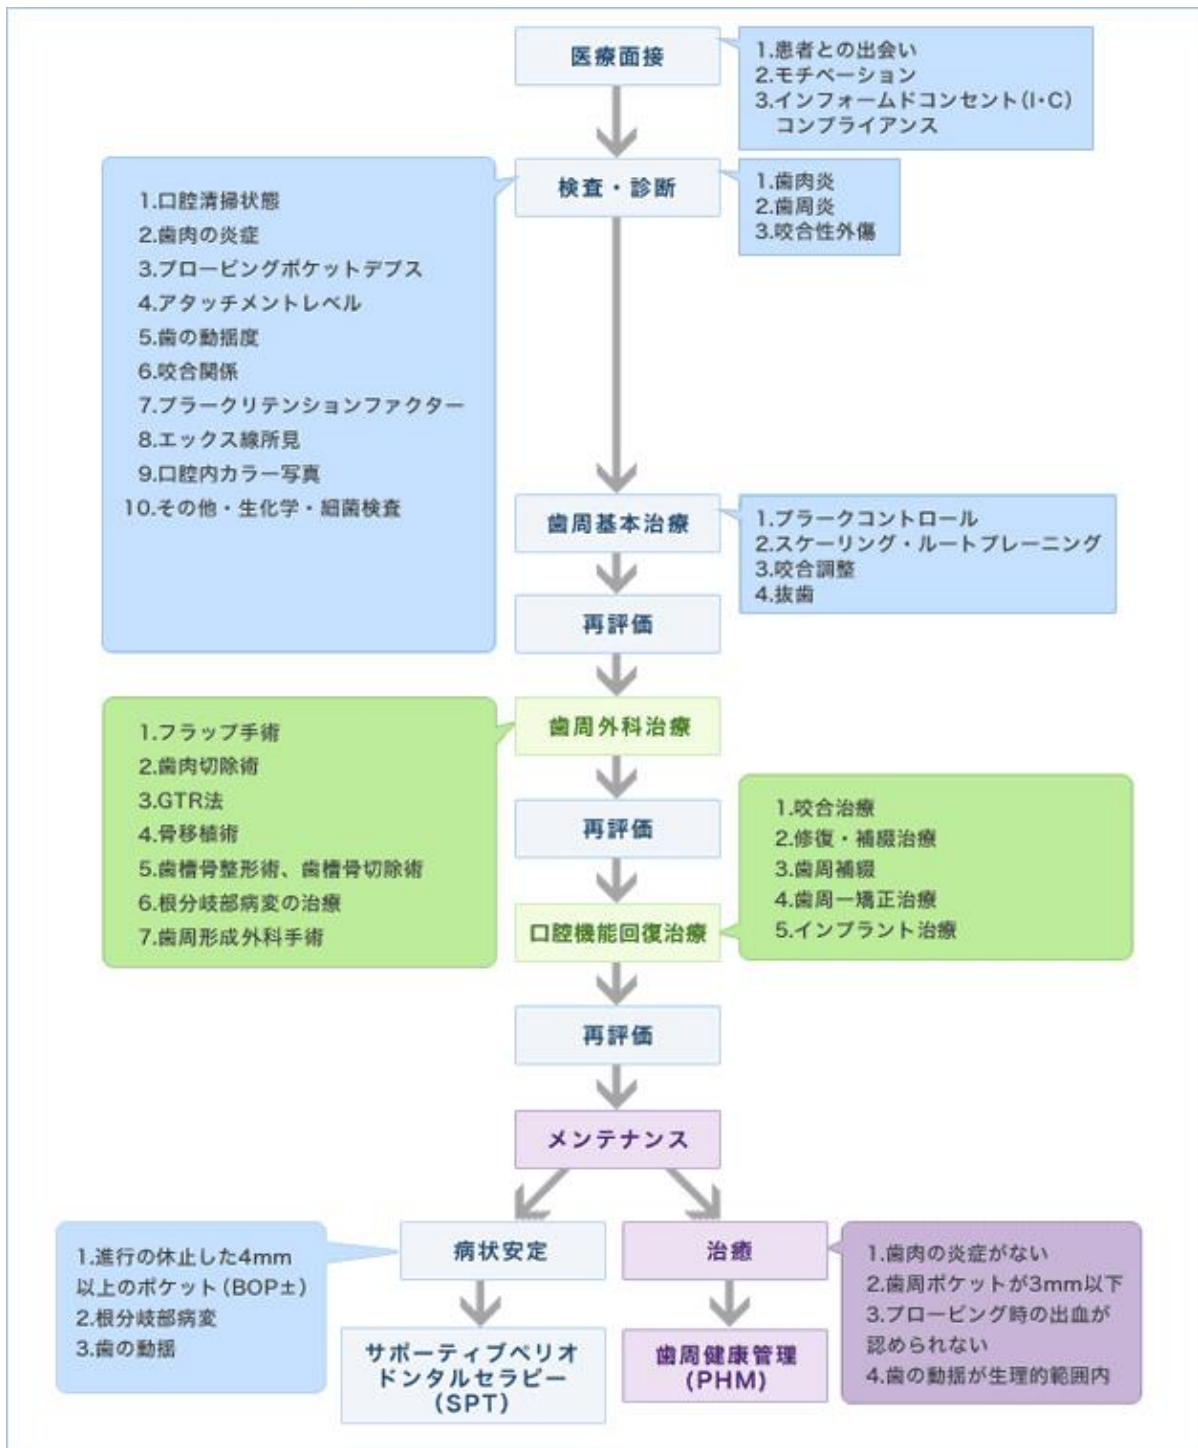 医療面接
1.患者との出会い
2.モチベーション
3.インフォームドコンセント(I・C)
コンプライアンス
検査・診断
1.口腔清掃状態
2.歯肉の炎症
3.プロービングポケットデプス
4.アタッチメントレベル
5.歯の動揺度
6.咬合関係
7.プラークリテンションファクター
8.エックス線所見
9.口腔内カラー写真
10.その他・生化学・細菌検査
1.歯肉炎
2.歯周炎
3.咬合性外傷
歯周基本治療
1.プラークコントロール
2.スケーリング・ルートプレーニング
3.咬合調整
4.抜歯
再評価
歯周外科治療
1.フラップ手術
2.歯肉切除術
3.GTR法
4.骨移植術
5.歯槽骨整形術、歯槽骨切除術
6.根分岐部病変の治療
7.歯周形成外科手術
再評価
口腔機能回復治療
1.咬合治療
2.修復・補綴治療
3.歯周補綴
4.歯周一矯正治療
5.インプラント治療
再評価
メンテナンス
病状安定
1.進行の休止した4mm
以上のポケット(BOP±)
2.根分岐部病変
3.歯の動揺
サポーティブペリオ
ドンタルセラピー
(SPT)
治癒
1.歯肉の炎症がない
2.歯周ポケットが3mm以下
3.プロービング時の出血が
認められない
4.歯の動揺が生理的範囲内
歯周健康管理
(PHM)